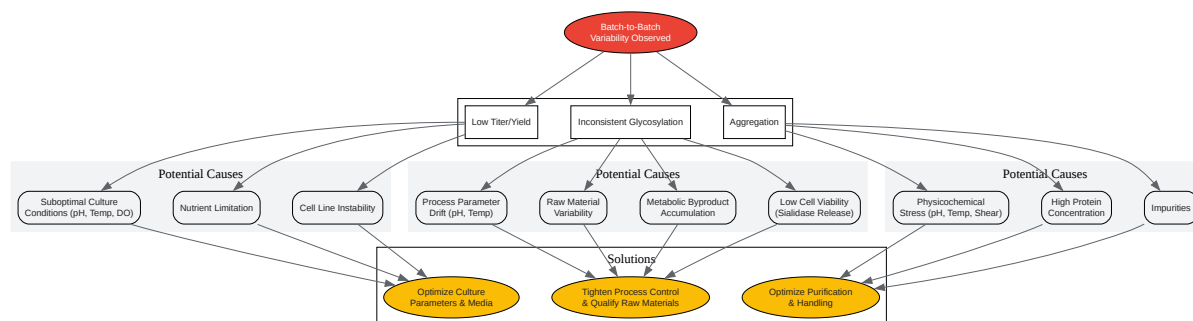 Batch-to-Batch
Variability Observed
Low Titer/Yield
Inconsistent Glycosylation
Aggregation
Potential Causes
Potential Causes
Potential Causes
Suboptimal Culture
Conditions (pH, Temp, DO)
Nutrient Limitation
Cell Line Instability
Process Parameter
Drift (pH, Temp)
Raw Material
Variability
Metabolic Byproduct
Accumulation
Low Cell Viability
(Sialidase Release)
Physicochemical
Stress (pH, Temp, Shear)
High Protein
Concentration
Impurities
Solutions
Optimize Culture
Parameters & Media
Tighten Process Control
& Qualify Raw Materials
Optimize Purification
& Handling